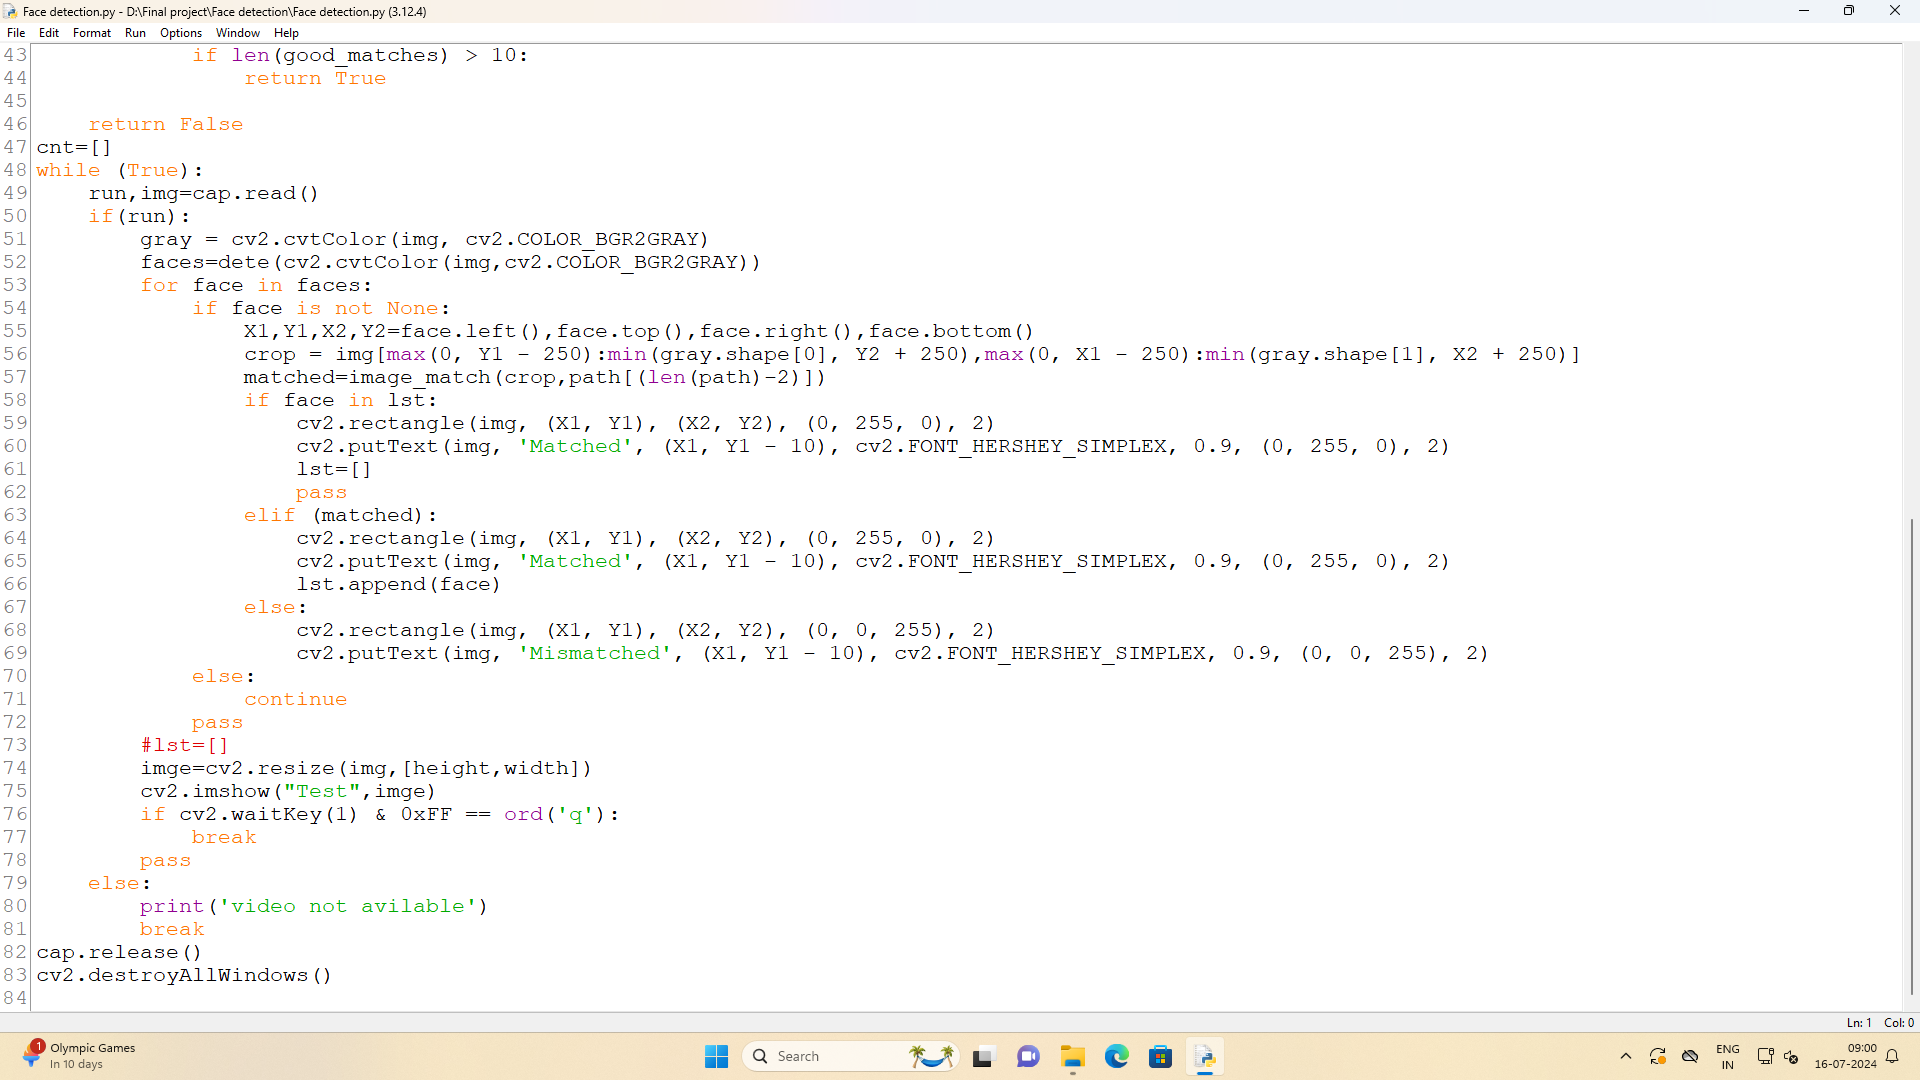 Face detection.py - D:\Final project\Face detection\Face detection.py (3.12.4)
File Edit Format Run Options Window Help
43             if len(good_matches) > 10:
44                 return True
45
46     return False
47 cnt=[]
48 while (True):
49     run,img=cap.read()
50     if(run):
51         gray = cv2.cvtColor(img, cv2.COLOR_BGR2GRAY)
52         faces=dete(cv2.cvtColor(img,cv2.COLOR_BGR2GRAY))
53         for face in faces:
54             if face is not None:
55                 X1,Y1,X2,Y2=face.left(),face.top(),face.right(),face.bottom()
56                 crop = img[max(0, Y1 - 250):min(gray.shape[0], Y2 + 250),max(0, X1 - 250):min(gray.shape[1], X2 + 250)]
57                 matched=image_match(crop,path[(len(path)-2)])
58                 if face in lst:
59                     cv2.rectangle(img, (X1, Y1), (X2, Y2), (0, 255, 0), 2)
60                     cv2.putText(img, 'Matched', (X1, Y1 - 10), cv2.FONT_HERSHEY_SIMPLEX, 0.9, (0, 255, 0), 2)
61                     lst=[]
62                     pass
63                 elif (matched):
64                     cv2.rectangle(img, (X1, Y1), (X2, Y2), (0, 255, 0), 2)
65                     cv2.putText(img, 'Matched', (X1, Y1 - 10), cv2.FONT_HERSHEY_SIMPLEX, 0.9, (0, 255, 0), 2)
66                     lst.append(face)
67                 else:
68                     cv2.rectangle(img, (X1, Y1), (X2, Y2), (0, 0, 255), 2)
69                     cv2.putText(img, 'Mismatched', (X1, Y1 - 10), cv2.FONT_HERSHEY_SIMPLEX, 0.9, (0, 0, 255), 2)
70             else:
71                 continue
72             pass
73         #lst=[]
74         imge=cv2.resize(img,[height,width])
75         cv2.imshow("Test",imge)
76         if cv2.waitKey(1) & 0xFF == ord('q'):
77             break
78         pass
79     else:
80         print('video not avilable')
81         break
82 cap.release()
83 cv2.destroyAllWindows()
84
Ln: 1 Col: 0
1
Olympic Games
In 10 days
Search
ENG
IN
09:00
16-07-2024